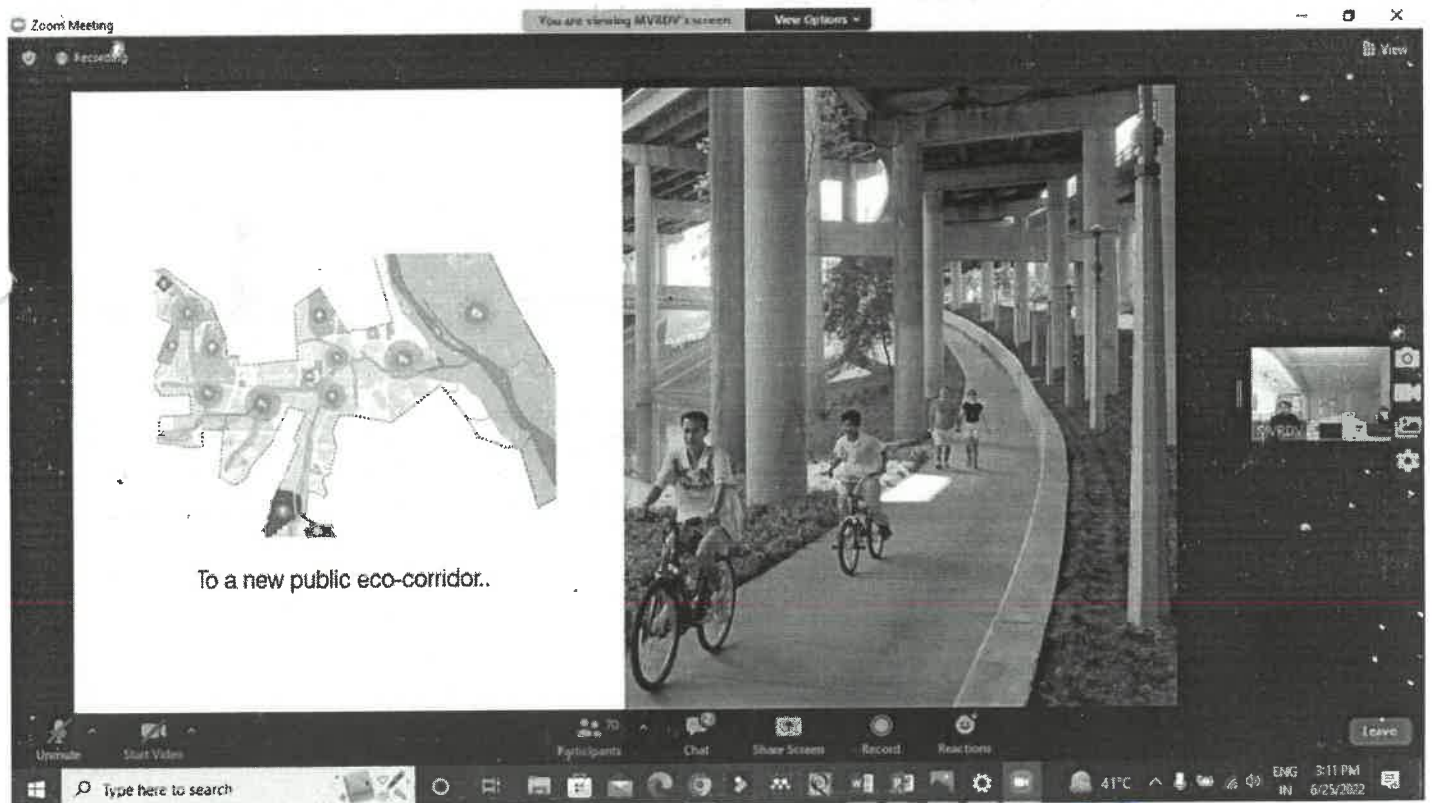 Zoom Meeting
You are viewing MVRDV's screen
View Options
Recording
View
To a new public eco-corridor..
MVRDV
Unmute
Start Video
70
Participants
Chat
Share Screen
Record
Reactions
Leave
Type here to search
41°C
ENG
IN
3:11 PM
6/25/2022